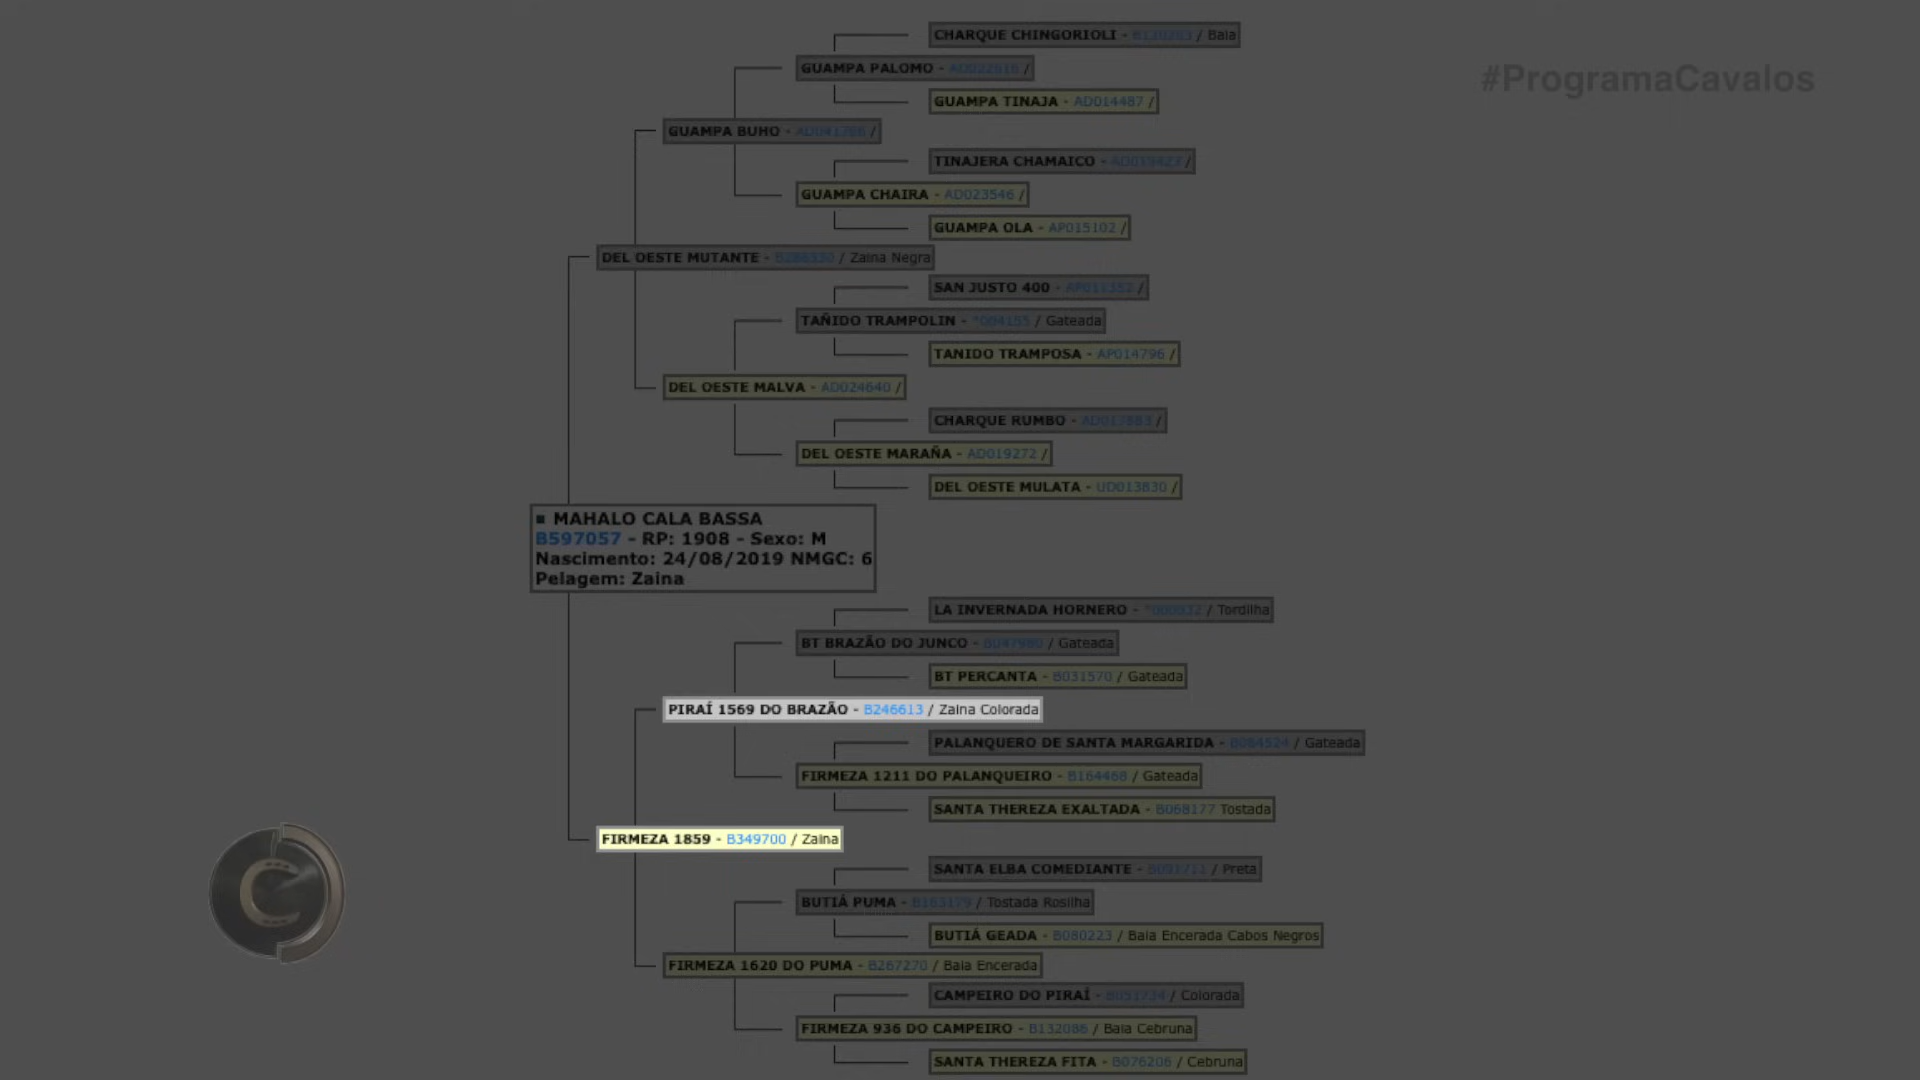 CHARQUE CHINGORIOLI - / Baia
#ProgramaCavalos
GUAMPA PALOMO - /
GUAMPA TINAJA - AD014487 /
GUAMPA BUHO - /
TINAJERA CHAMAICO - /
GUAMPA CHAIRA - AD023546 /
GUAMPA OLA - AP015102 /
DEL OESTE MUTANTE - / Zaina Negra
SAN JUSTO 400 - /
TAÑIDO TRAMPOLIN - / Gateada
TANIDO TRAMPOSA - AP014796 /
DEL OESTE MALVA - AD024640 /
CHARQUE RUMBO - /
DEL OESTE MARAÑA - AD019272 /
DEL OESTE MULATA - UD013830 /
MAHALO CALA BASSA
B597057 - RP: 1908 - Sexo: M
Nascimento: 24/08/2019 NMGC: 6
Pelagem: Zaina
LA INVERNADA HORNERO - / Tordilha
BT BRAZÃO DO JUNCO - / Gateada
BT PERCANTA - B031570 / Gateada
PIRAÍ 1569 DO BRAZÃO - B246613 / Zaina Colorada
PALANQUERO DE SANTA MARGARIDA - B084524 / Gateada
FIRMEZA 1211 DO PALANQUEIRO - B164468 / Gateada
SANTA THEREZA EXALTADA - B068177 Tostada
FIRMEZA 1859 - B349700 / Zaina
SANTA ELBA COMEDIANTE - / Preta
BUTIÁ PUMA - / Tostada Rosilha
BUTIÁ GEADA - B080223 / Baia Encerada Cabos Negros
FIRMEZA 1620 DO PUMA - B267270 / Baia Encerada
CAMPEIRO DO PIRAÍ - / Colorada
FIRMEZA 936 DO CAMPEIRO - B132086 / Baia Cebruna
SANTA THEREZA FITA - B076206 / Cebruna